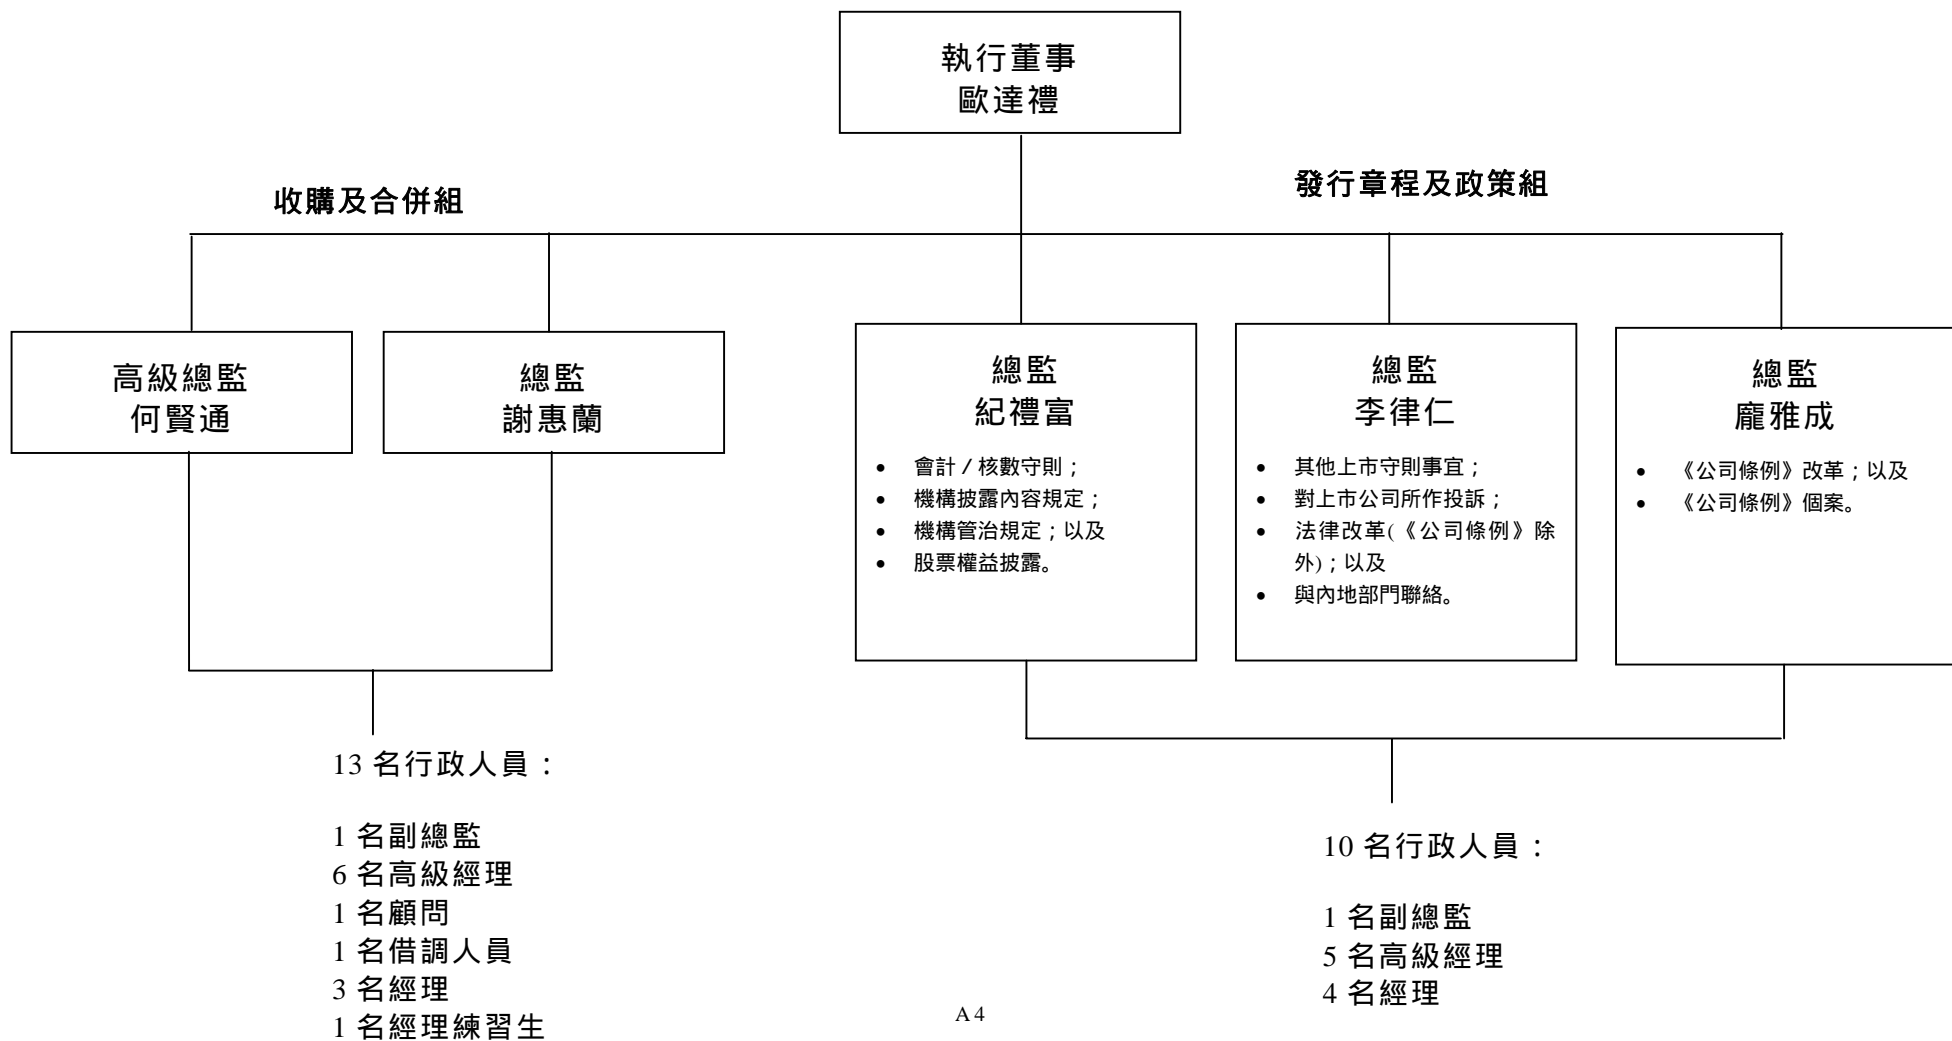 執行董事
歐達禮
收購及合併組
發行章程及政策組
高級總監
何賢通
總監
謝惠蘭
總監
紀禮富
• 會計/核數守則；
• 機構披露內容規定；
• 機構管治規定；以及
• 股票權益披露。
總監
李律仁
• 其他上市守則事宜；
• 對上市公司所作投訴；
• 法律改革(《公司條例》除
外)；以及
• 與內地部門聯絡。
總監
龐雅成
• 《公司條例》改革；以及
• 《公司條例》個案。
13 名行政人員：
1 名副總監
6 名高級經理
1 名顧問
1 名借調人員
3 名經理
1 名經理練習生
10 名行政人員：
1 名副總監
5 名高級經理
4 名經理
A4